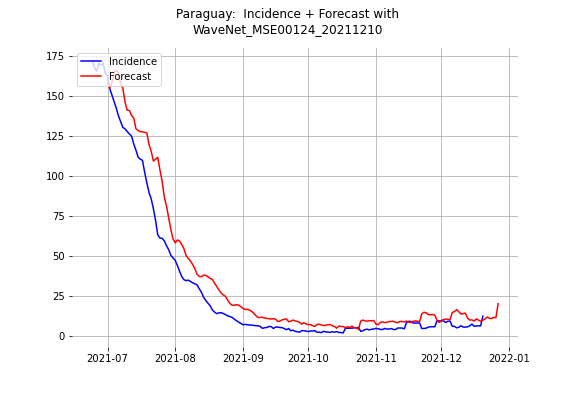 Paraguay:  Incidence + Forecast with
WaveNet_MSE00124_20211210
Incidence
Forecast
175
150
125
100
75
50
25
0
2021-07 2021-08 2021-09 2021-10 2021-11 2021-12 2022-01